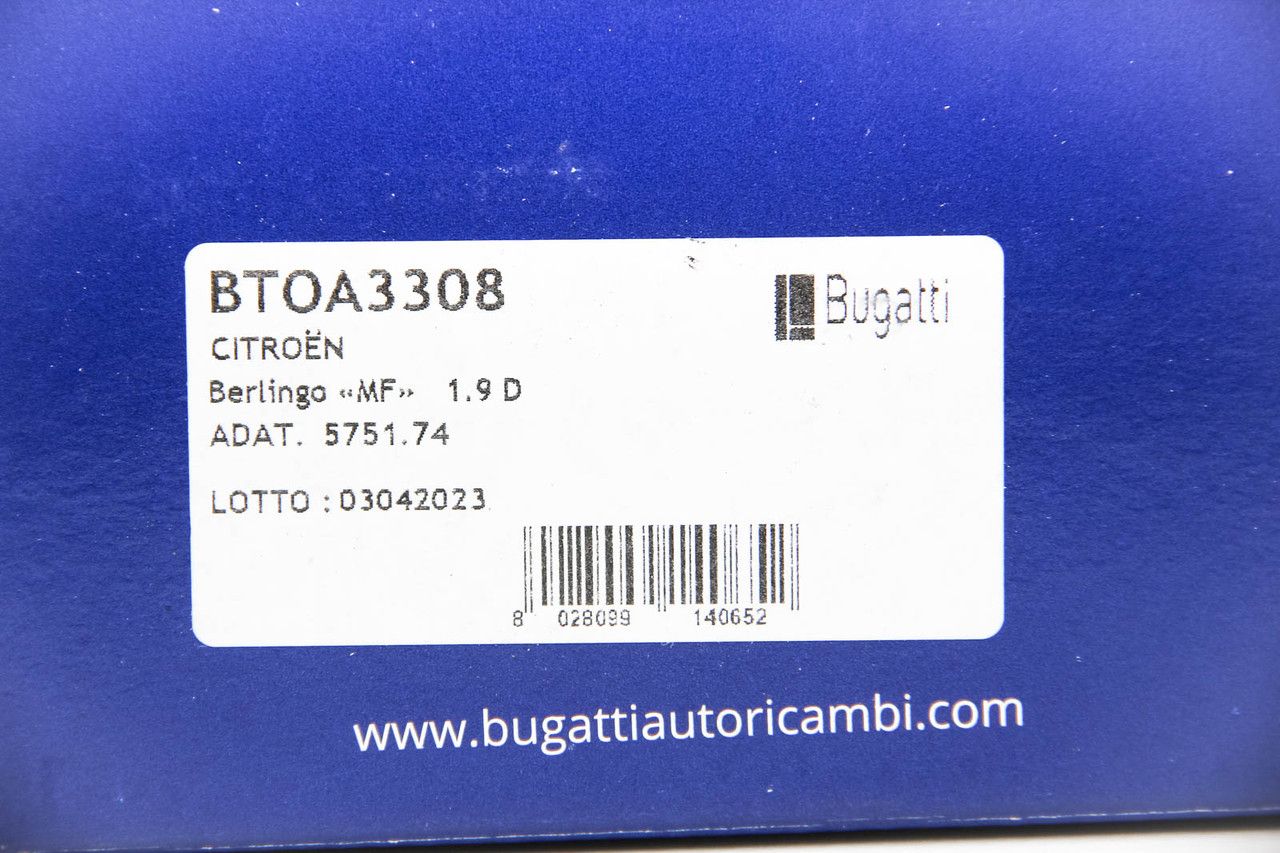 BTOA3308
Bugatti
CITROËN
Berlingo «MF» 1.9 D
ADAT. 5751.74
LOTTO : 03042023
8 028099 140652
www.bugattiautoricambi.com